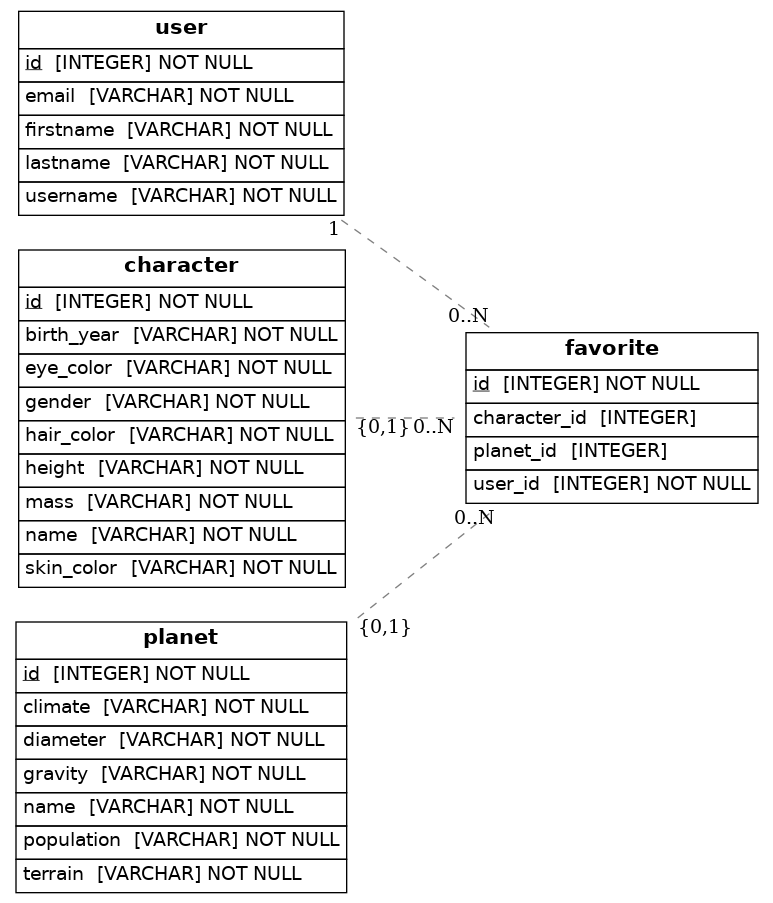 user
id [INTEGER] NOT NULL
email [VARCHAR] NOT NULL
firstname [VARCHAR] NOT NULL
lastname [VARCHAR] NOT NULL
username [VARCHAR] NOT NULL
1
character
id [INTEGER] NOT NULL
birth_year [VARCHAR] NOT NULL
eye_color [VARCHAR] NOT NULL
gender [VARCHAR] NOT NULL
hair_color [VARCHAR] NOT NULL
height [VARCHAR] NOT NULL
mass [VARCHAR] NOT NULL
name [VARCHAR] NOT NULL
skin_color [VARCHAR] NOT NULL
{0,1}
0..N
0..N
favorite
id [INTEGER] NOT NULL
character_id [INTEGER]
planet_id [INTEGER]
user_id [INTEGER] NOT NULL
0..N
{0,1}
planet
id [INTEGER] NOT NULL
climate [VARCHAR] NOT NULL
diameter [VARCHAR] NOT NULL
gravity [VARCHAR] NOT NULL
name [VARCHAR] NOT NULL
population [VARCHAR] NOT NULL
terrain [VARCHAR] NOT NULL